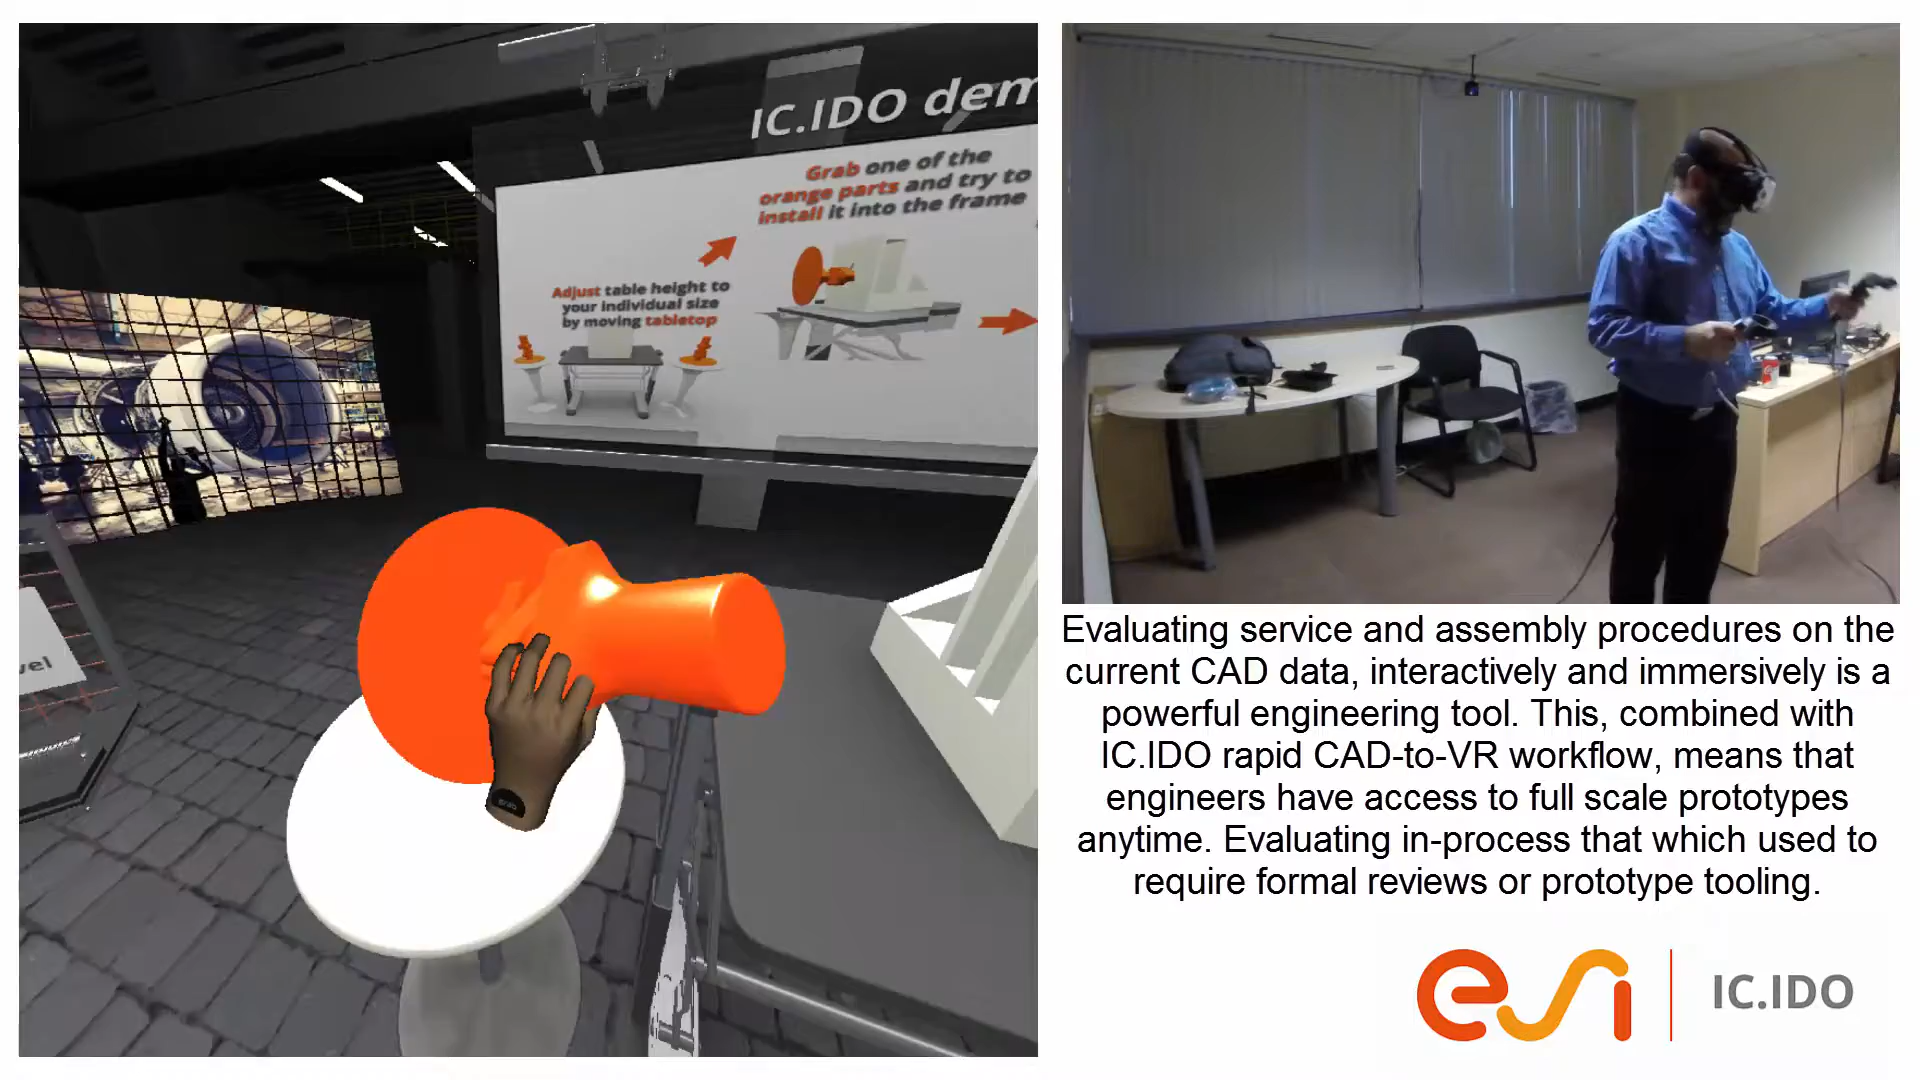 IC.IDO dem
Grab one of the
orange parts and try to
install it into the frame
Adjust table height to
your individual size
by moving tabletop
vel
Evaluating service and assembly procedures on the
current CAD data, interactively and immersively is a
powerful engineering tool. This, combined with
IC.IDO rapid CAD-to-VR workflow, means that
engineers have access to full scale prototypes
anytime. Evaluating in-process that which used to
require formal reviews or prototype tooling.
esi | IC.IDO